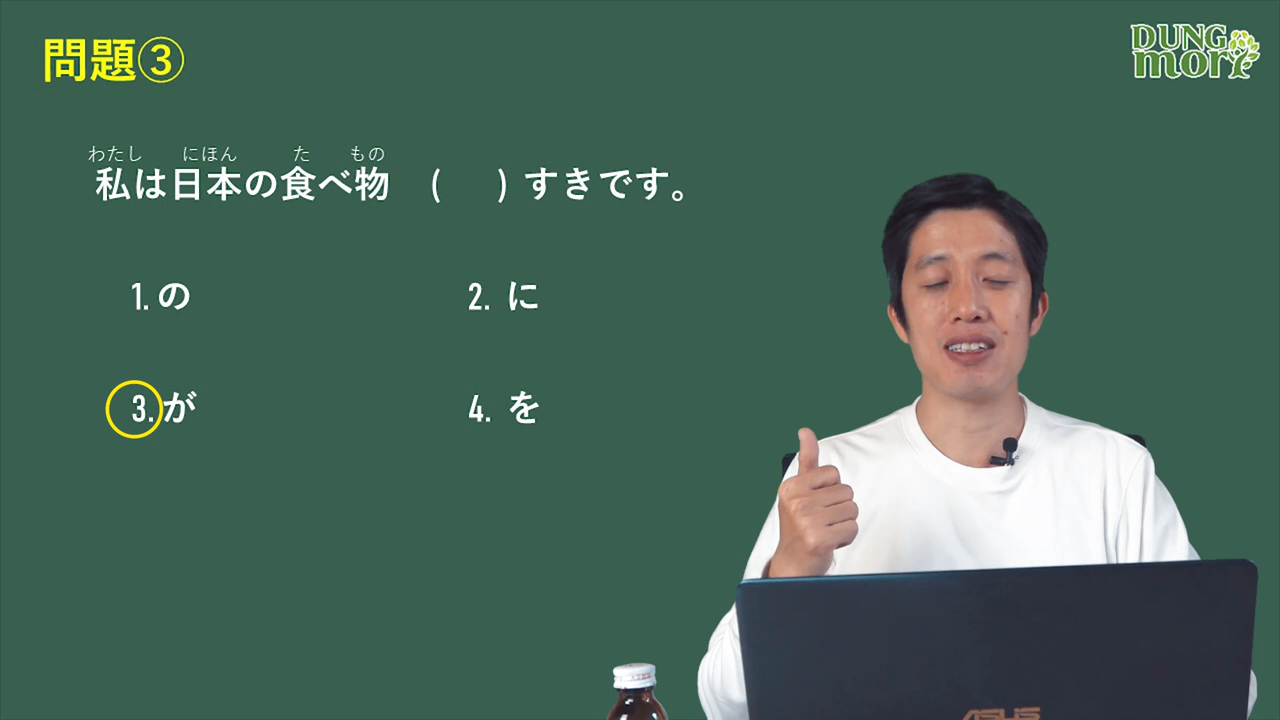 問題③
DUNG
mori
わたし にほん た もの
私は日本の食べ物 ( ) すきです。
1. の
2. に
3. が
4. を
ASUS